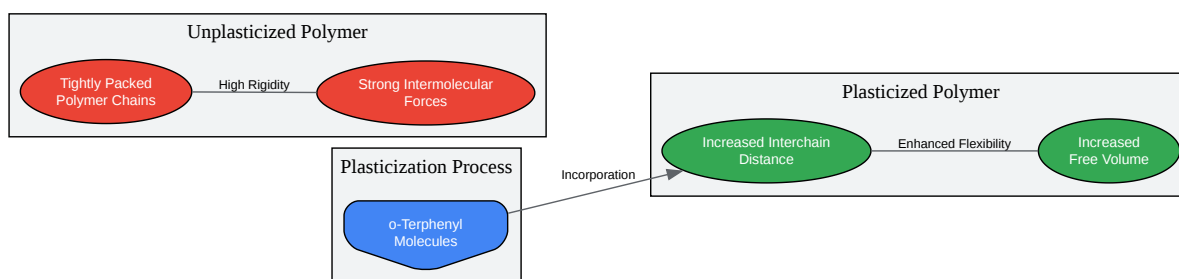 Unplasticized Polymer
Tightly Packed
Polymer Chains
High Rigidity
Strong Intermolecular
Forces
Plasticized Polymer
Increased Interchain
Distance
Enhanced Flexibility
Increased
Free Volume
Plasticization Process
Incorporation
o-Terphenyl
Molecules